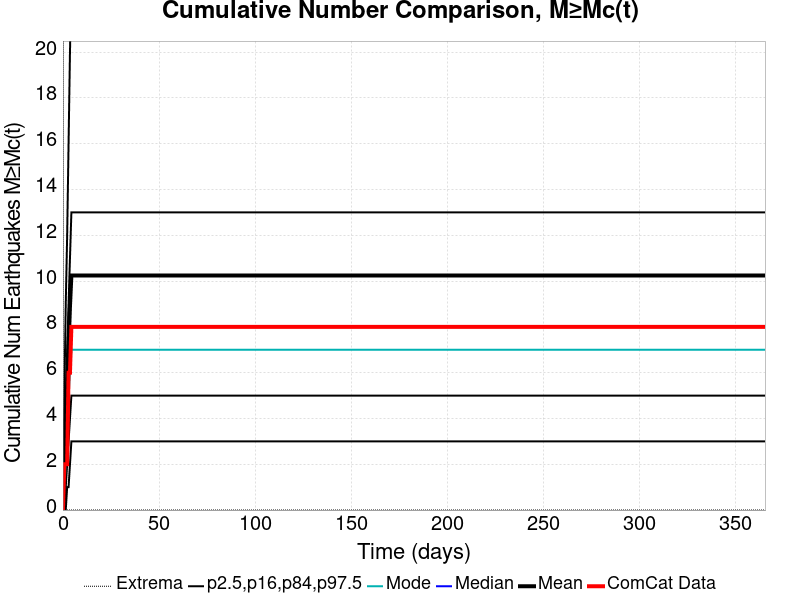 Cumulative Number Comparison, M≥Mc(t)
Cumulative Num Earthquakes M≥Mc(t)
20
18
16
14
12
10
8
6
4
2
0
0 50 100 150 200 250 300 350
Time (days)
Extrema p2.5,p16,p84,p97.5 Mode Median Mean ComCat Data